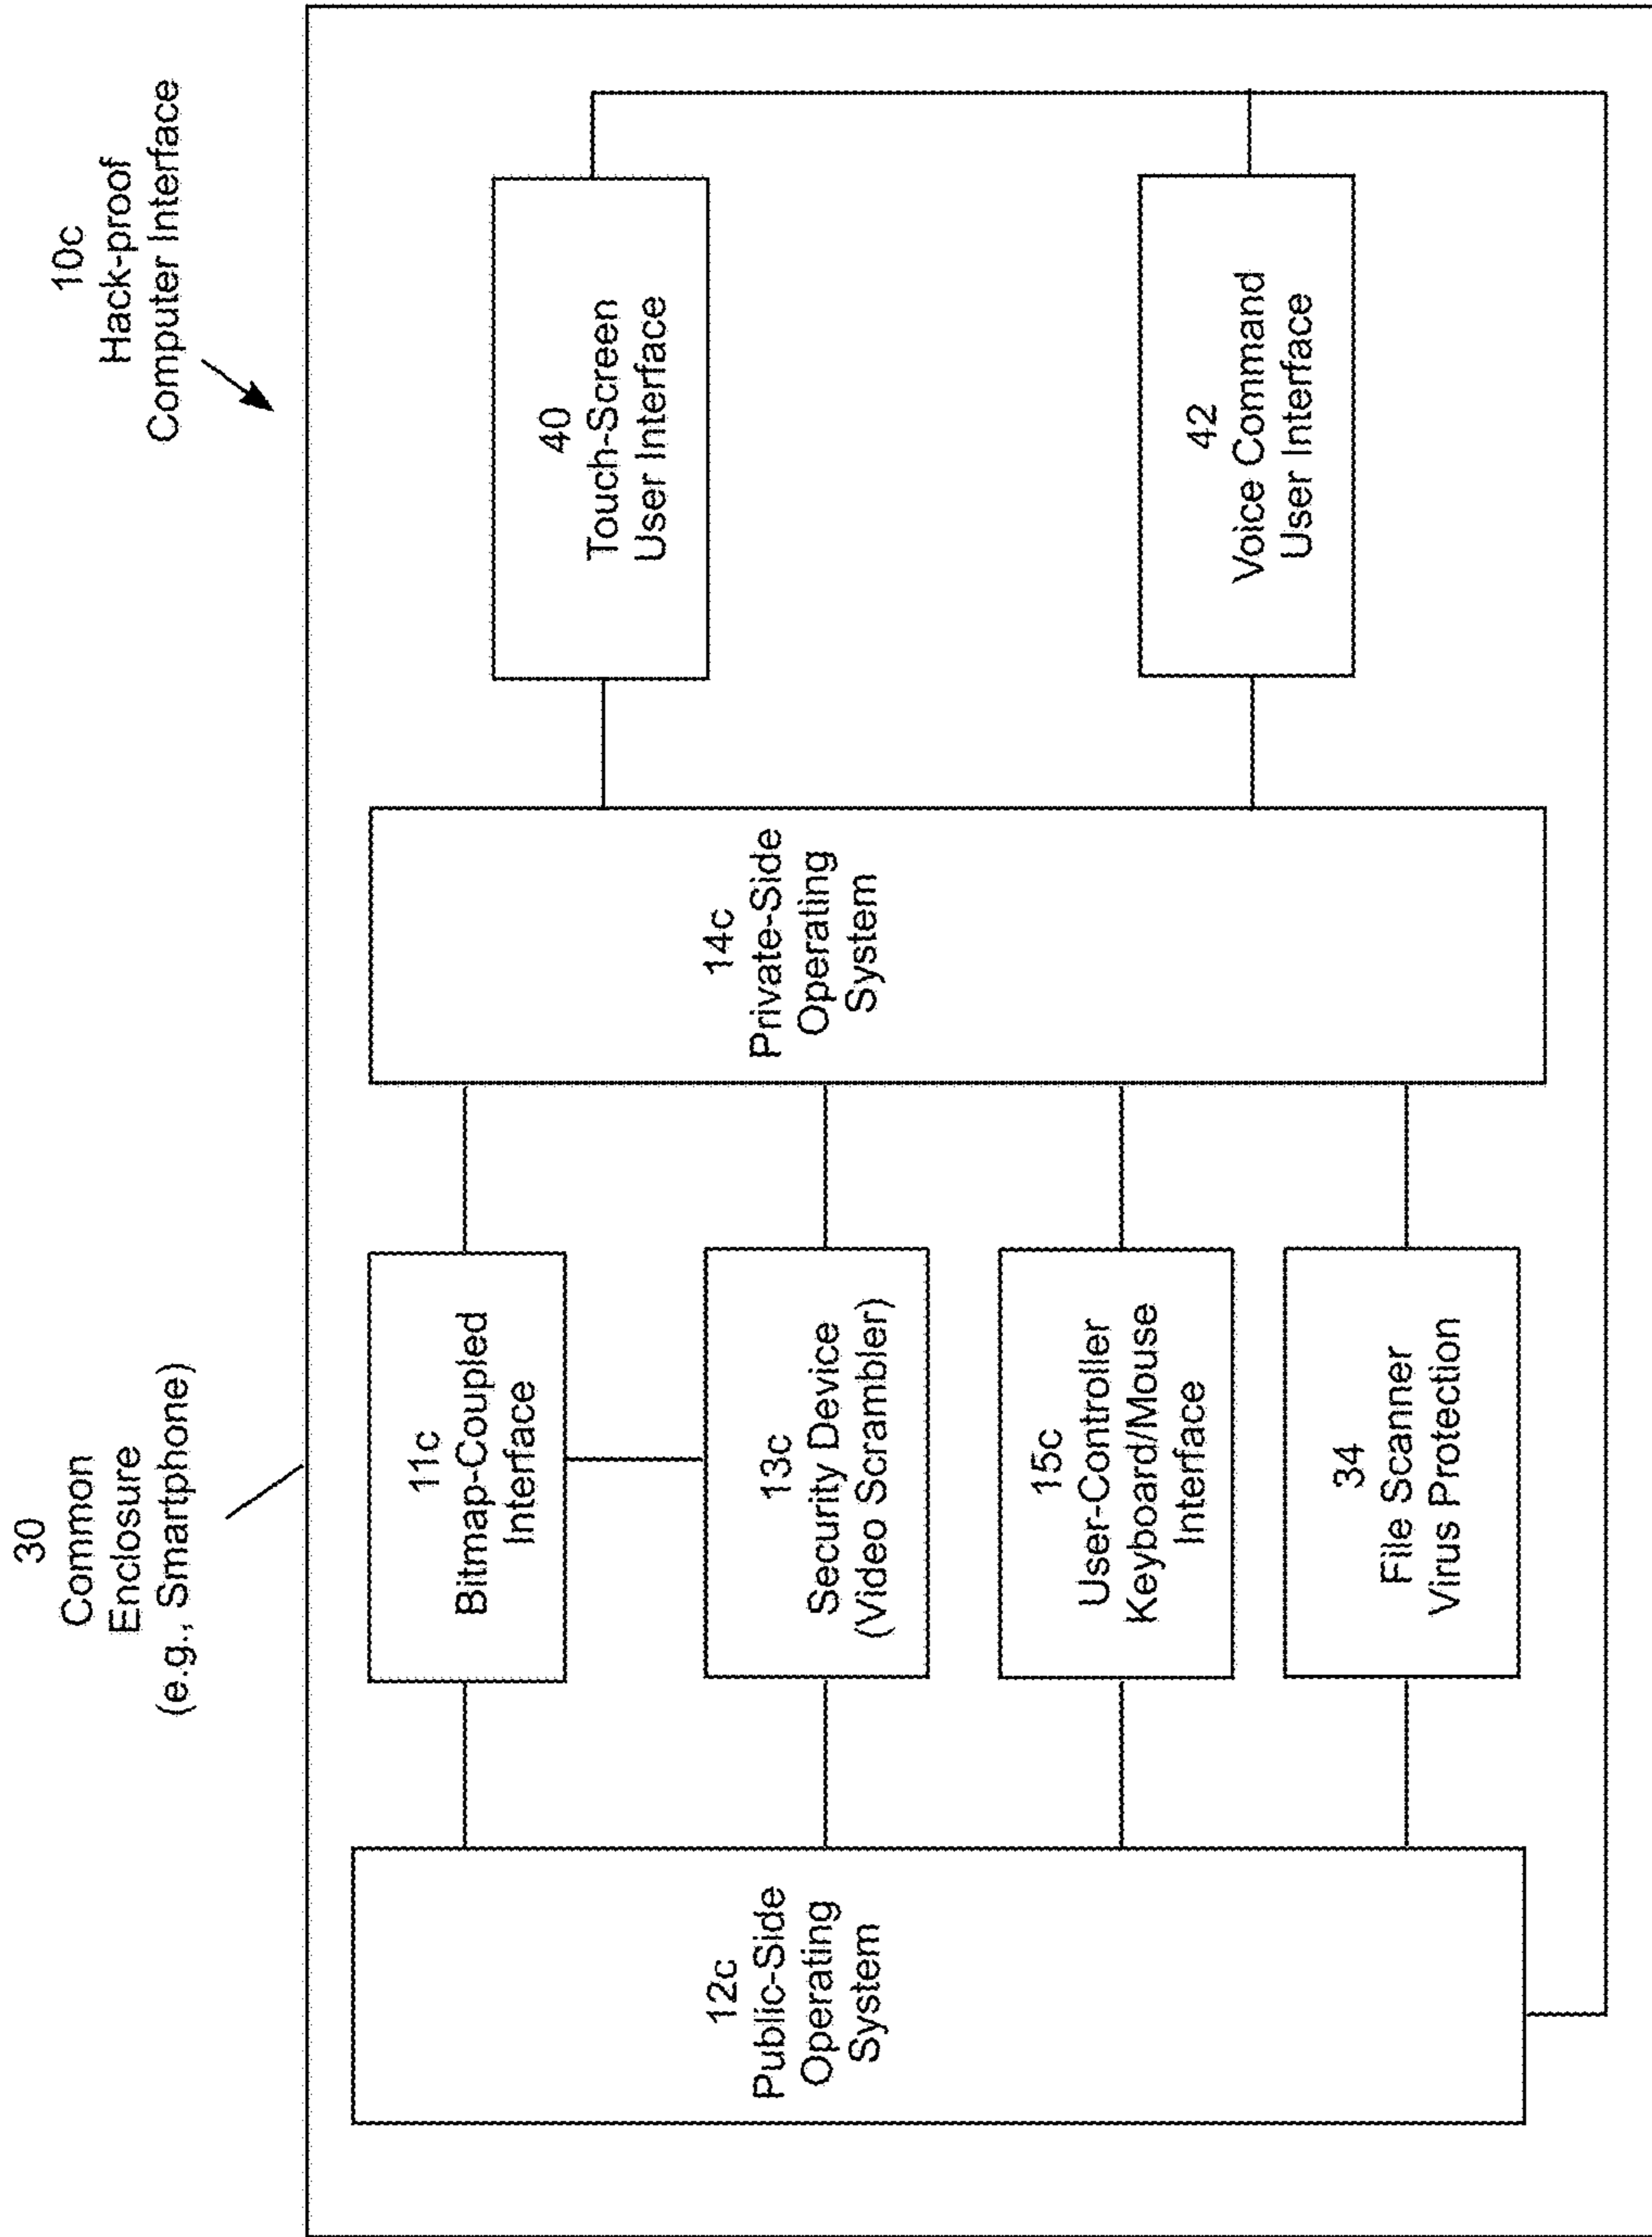 30
Common
Enclosure
(e.g., Smartphone)
10c
Hack-proof
Computer Interface
12c
Public-Side
Operating
System
11c
Bitmap-Coupled
Interface
13c
Security Device
(Video Scrambler)
15c
User-Controller
Keyboard/Mouse
Interface
34
File Scanner
Virus Protection
14c
Private-Side
Operating
System
40
Touch-Screen
User Interface
42
Voice Command
User Interface